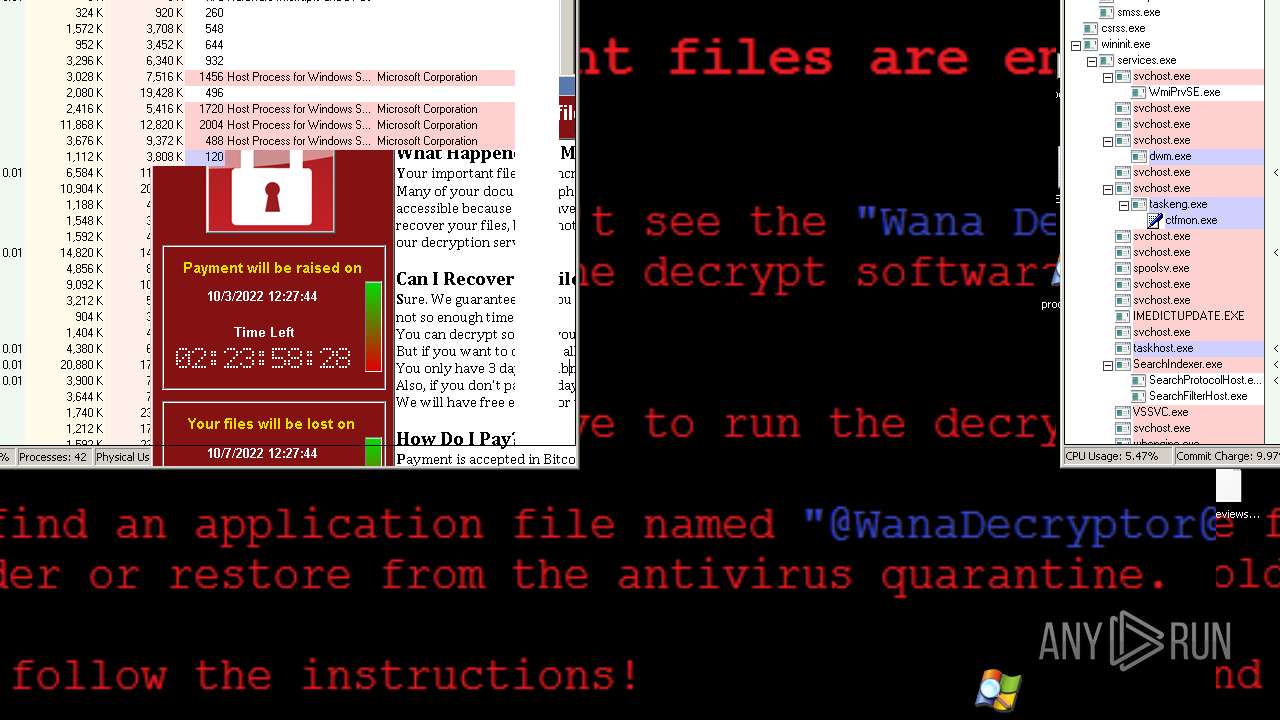 324 K 920 K 260
1,572 K 3,708 K 548
952 K 3,452 K 644
3,296 K 6,340 K 932
3,028 K 7,516 K 1456 Host Process for Windows S... Microsoft Corporation
2,080 K 19,428 K 496
2,416 K 5,416 K 1720 Host Process for Windows S... Microsoft Corporation
11,868 K 12,820 K 2004 Host Process for Windows S... Microsoft Corporation
3,676 K 9,372 K 488 Host Process for Windows S... Microsoft Corporation
1,112 K 3,808 K 120
0.01 6,584 K 11
10,904 K 20
1,188 K 4
1,548 K
1,592 K 4
0.01 14,820 K 11
4,856 K 8
9,092 K 10
3,212 K 5
904 K 3
1,404 K 4
0.01 4,380 K 8
0.01 20,880 K 17
0.01 3,900 K 7
3,644 K 7
1,740 K 23
1,212 K 17
1,592 K
Processes: 42 Physical Us
Payment will be raised on
10/3/2022 12:27:44
Time Left
02:23:58:28
Your files will be lost on
10/7/2022 12:27:44
What Happen M
Your important file
Many of your docu
accessible because
recover your files,
our decryption serv
Can I Recover
Sure. We guarantee
not so enough time
You can decrypt so
But if you want to
You only have 3 day
Also, if you don't pa
We will have free e
How Do I Pay?
Payment is accepted in Bitco
nt files are en
t see the "Wana De
he decrypt softwar
ve to run the decry
find an application file named "@WanaDecryptor@
der or restore from the antivirus quarantine.
follow the instructions!
smss.exe
csrss.exe
wininit.exe
services.exe
svchost.exe
WmiPrvSE.exe
svchost.exe
svchost.exe
svchost.exe
dwm.exe
svchost.exe
svchost.exe
taskeng.exe
ctfmon.exe
svchost.exe
svchost.exe
spoolsv.exe
svchost.exe
svchost.exe
IMEDICTUPDATE.EXE
svchost.exe
taskhost.exe
SearchIndexer.exe
SearchProtocolHost.e...
SearchFilterHost.exe
VSSVC.exe
svchost.exe
wbengine.exe
CPU Usage: 5.47% Commit Charge: 9.97
eviews...
ANY RUN